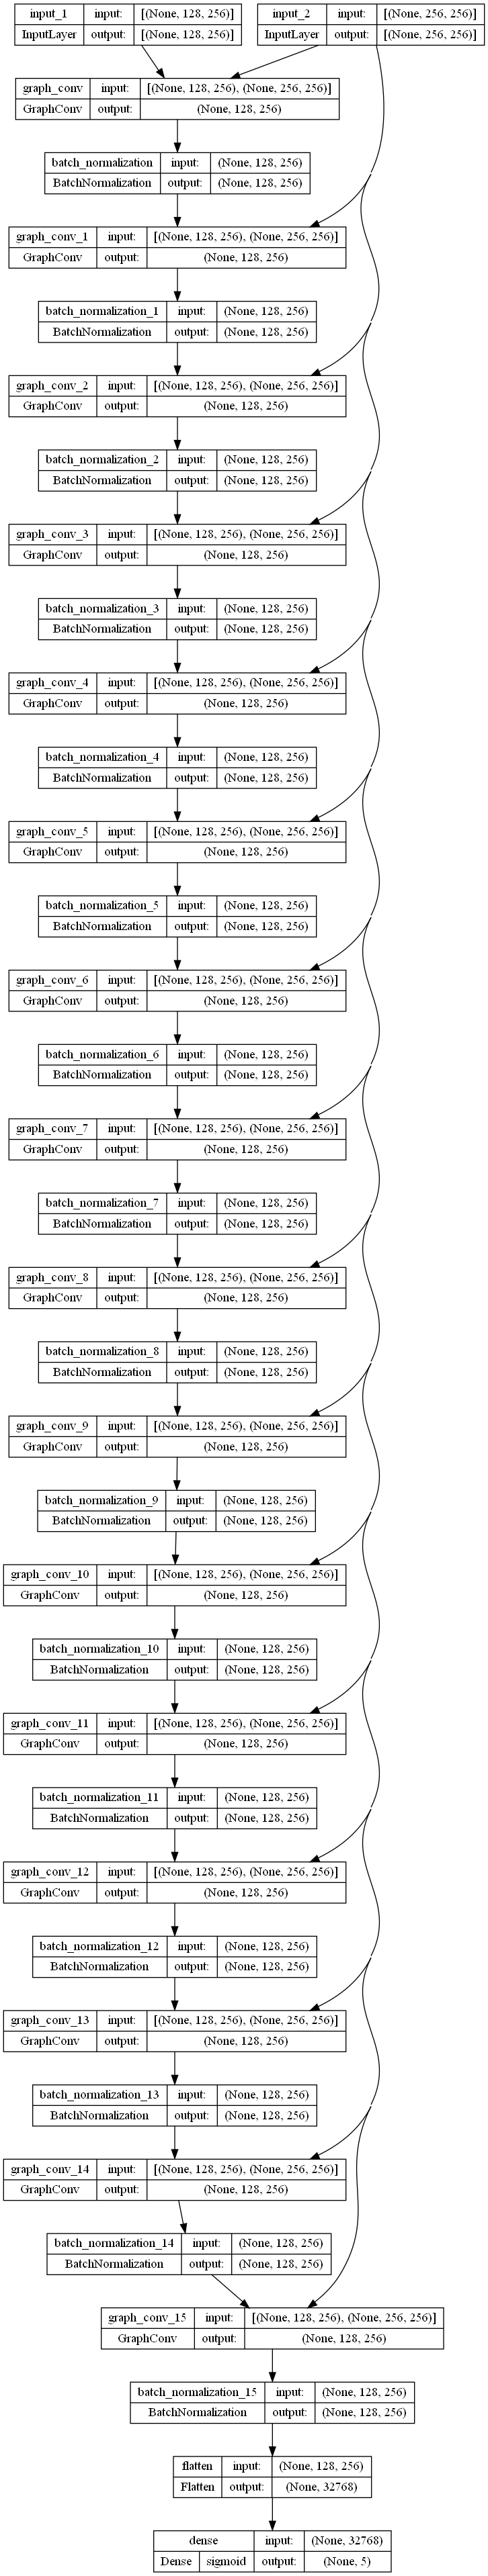 input_1 input: [(None, 128, 256)]
InputLayer output: [(None, 128, 256)]
input_2 input: [(None, 256, 256)]
InputLayer output: [(None, 256, 256)]
graph_conv input: [(None, 128, 256), (None, 256, 256)]
GraphConv output: (None, 128, 256)
batch_normalization input: (None, 128, 256)
BatchNormalization output: (None, 128, 256)
graph_conv_1 input: [(None, 128, 256), (None, 256, 256)]
GraphConv output: (None, 128, 256)
batch_normalization_1 input: (None, 128, 256)
BatchNormalization output: (None, 128, 256)
graph_conv_2 input: [(None, 128, 256), (None, 256, 256)]
GraphConv output: (None, 128, 256)
batch_normalization_2 input: (None, 128, 256)
BatchNormalization output: (None, 128, 256)
graph_conv_3 input: [(None, 128, 256), (None, 256, 256)]
GraphConv output: (None, 128, 256)
batch_normalization_3 input: (None, 128, 256)
BatchNormalization output: (None, 128, 256)
graph_conv_4 input: [(None, 128, 256), (None, 256, 256)]
GraphConv output: (None, 128, 256)
batch_normalization_4 input: (None, 128, 256)
BatchNormalization output: (None, 128, 256)
graph_conv_5 input: [(None, 128, 256), (None, 256, 256)]
GraphConv output: (None, 128, 256)
batch_normalization_5 input: (None, 128, 256)
BatchNormalization output: (None, 128, 256)
graph_conv_6 input: [(None, 128, 256), (None, 256, 256)]
GraphConv output: (None, 128, 256)
batch_normalization_6 input: (None, 128, 256)
BatchNormalization output: (None, 128, 256)
graph_conv_7 input: [(None, 128, 256), (None, 256, 256)]
GraphConv output: (None, 128, 256)
batch_normalization_7 input: (None, 128, 256)
BatchNormalization output: (None, 128, 256)
graph_conv_8 input: [(None, 128, 256), (None, 256, 256)]
GraphConv output: (None, 128, 256)
batch_normalization_8 input: (None, 128, 256)
BatchNormalization output: (None, 128, 256)
graph_conv_9 input: [(None, 128, 256), (None, 256, 256)]
GraphConv output: (None, 128, 256)
batch_normalization_9 input: (None, 128, 256)
BatchNormalization output: (None, 128, 256)
graph_conv_10 input: [(None, 128, 256), (None, 256, 256)]
GraphConv output: (None, 128, 256)
batch_normalization_10 input: (None, 128, 256)
BatchNormalization output: (None, 128, 256)
graph_conv_11 input: [(None, 128, 256), (None, 256, 256)]
GraphConv output: (None, 128, 256)
batch_normalization_11 input: (None, 128, 256)
BatchNormalization output: (None, 128, 256)
graph_conv_12 input: [(None, 128, 256), (None, 256, 256)]
GraphConv output: (None, 128, 256)
batch_normalization_12 input: (None, 128, 256)
BatchNormalization output: (None, 128, 256)
graph_conv_13 input: [(None, 128, 256), (None, 256, 256)]
GraphConv output: (None, 128, 256)
batch_normalization_13 input: (None, 128, 256)
BatchNormalization output: (None, 128, 256)
graph_conv_14 input: [(None, 128, 256), (None, 256, 256)]
GraphConv output: (None, 128, 256)
batch_normalization_14 input: (None, 128, 256)
BatchNormalization output: (None, 128, 256)
graph_conv_15 input: [(None, 128, 256), (None, 256, 256)]
GraphConv output: (None, 128, 256)
batch_normalization_15 input: (None, 128, 256)
BatchNormalization output: (None, 128, 256)
flatten input: (None, 128, 256)
Flatten output: (None, 32768)
dense input: (None, 32768)
Dense sigmoid output: (None, 5)